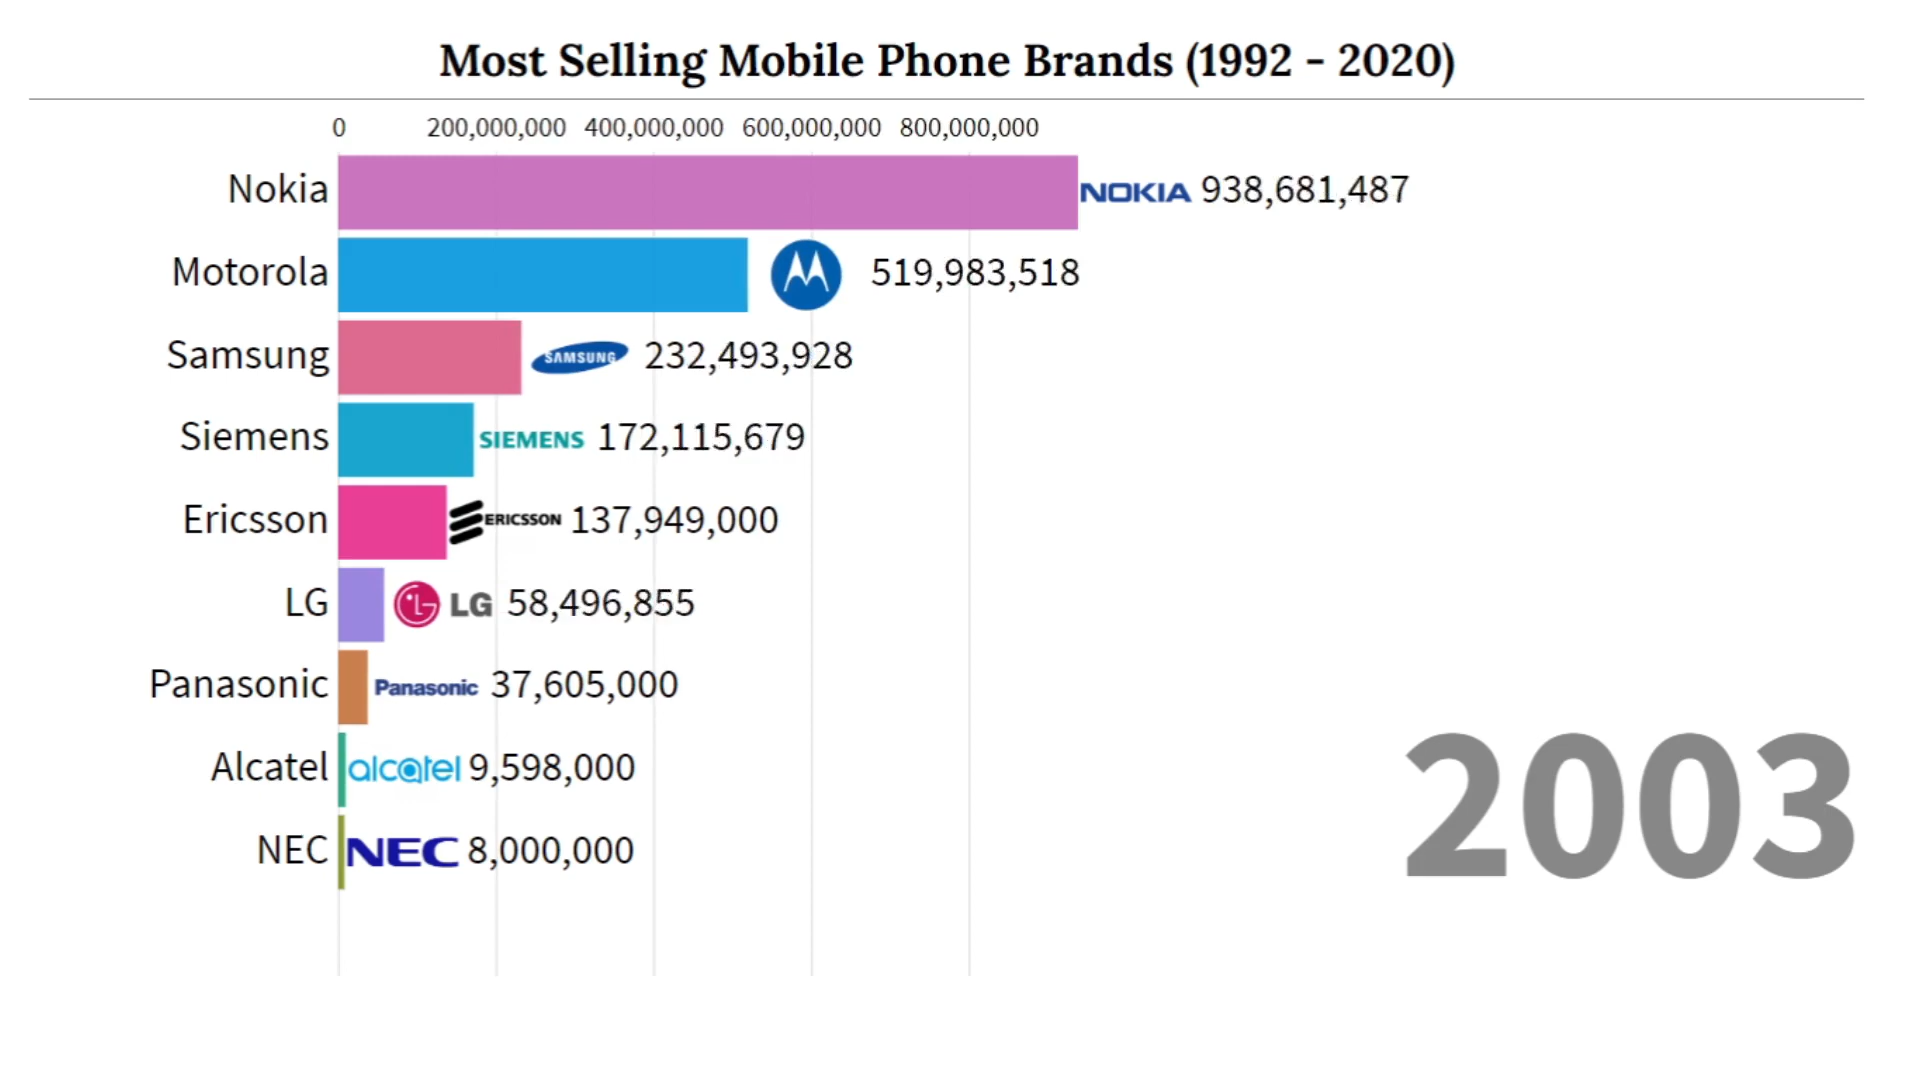 Most Selling Mobile Phone Brands (1992 - 2020)
0 200,000,000 400,000,000 600,000,000 800,000,000
Nokia NOKIA 938,681,487
Motorola 519,983,518
Samsung SAMSUNG 232,493,928
Siemens SIEMENS 172,115,679
Ericsson ERICSSON 137,949,000
LG LG LG 58,496,855
Panasonic Panasonic 37,605,000
Alcatel alcatel 9,598,000
NEC NEC 8,000,000
2003